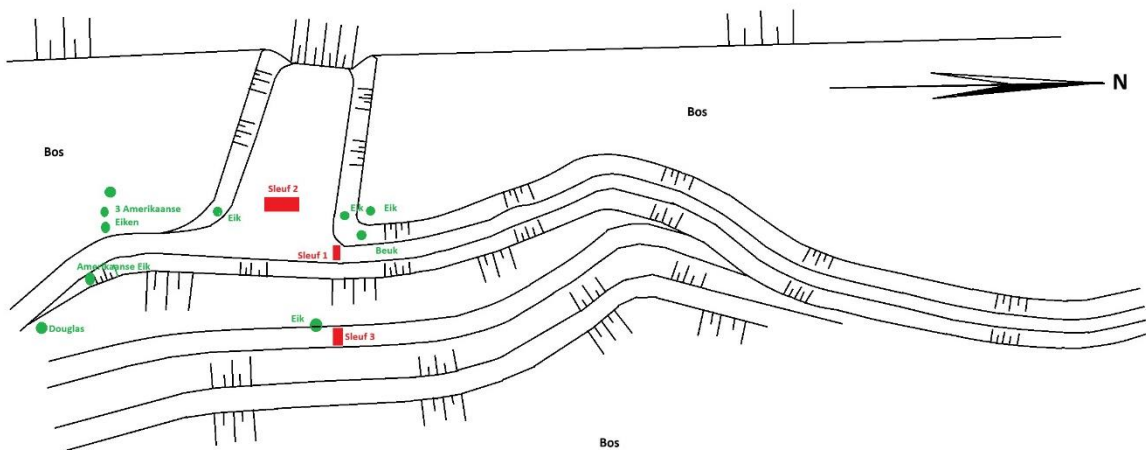 N
Bos
Bos
Sleuf 2
3 Amerikaanse
Eiken
Eik
Eik
Eik
Beuk
Sleuf 1
Amerikaanse Eik
Eik
Douglas
Sleuf 3
Bos